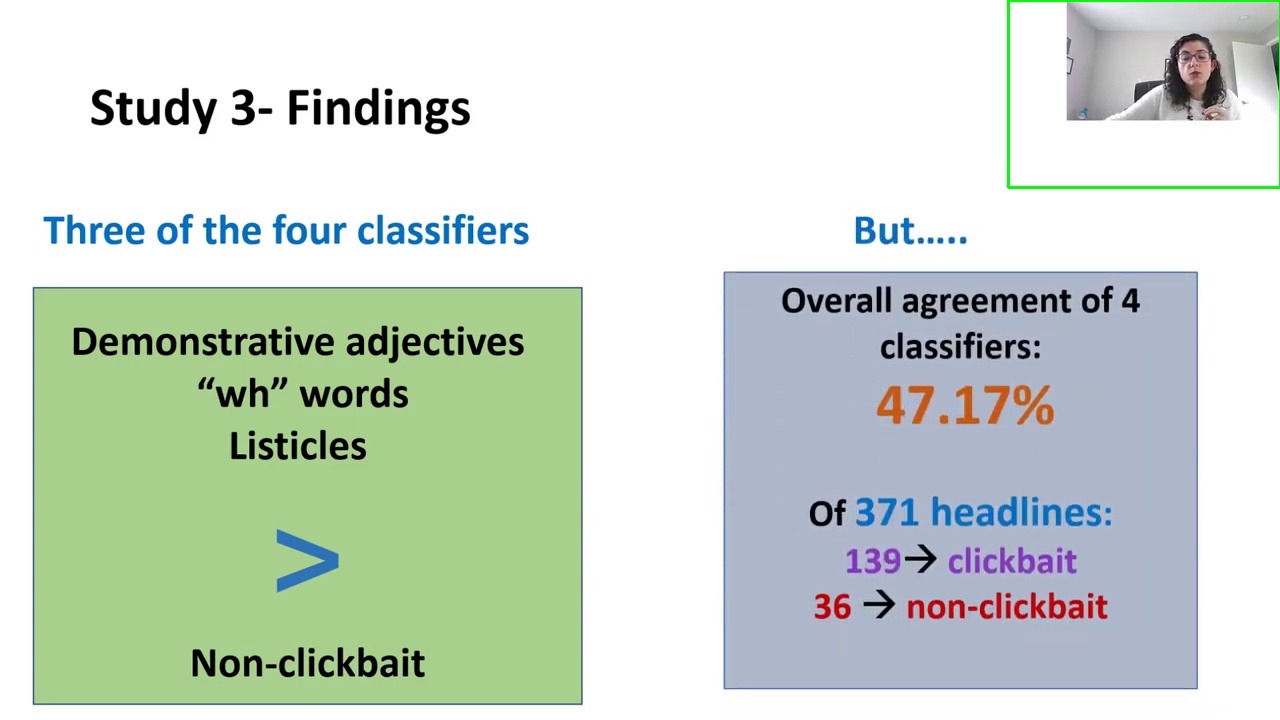 Study 3- Findings
Three of the four classifiers
Demonstrative adjectives
“wh” words
Listicles
>
Non-clickbait
But…..
Overall agreement of 4
classifiers:
47.17%
Of 371 headlines:
139→ clickbait
36 → non-clickbait